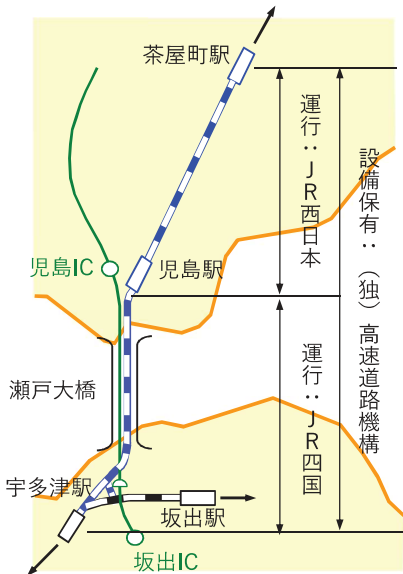 茶屋町駅
運行：JR西日本
設備保有：（独）高速道路機構
児島IC
児島駅
瀬戸大橋
運行：JR四国
宇多津駅
坂出駅
坂出IC